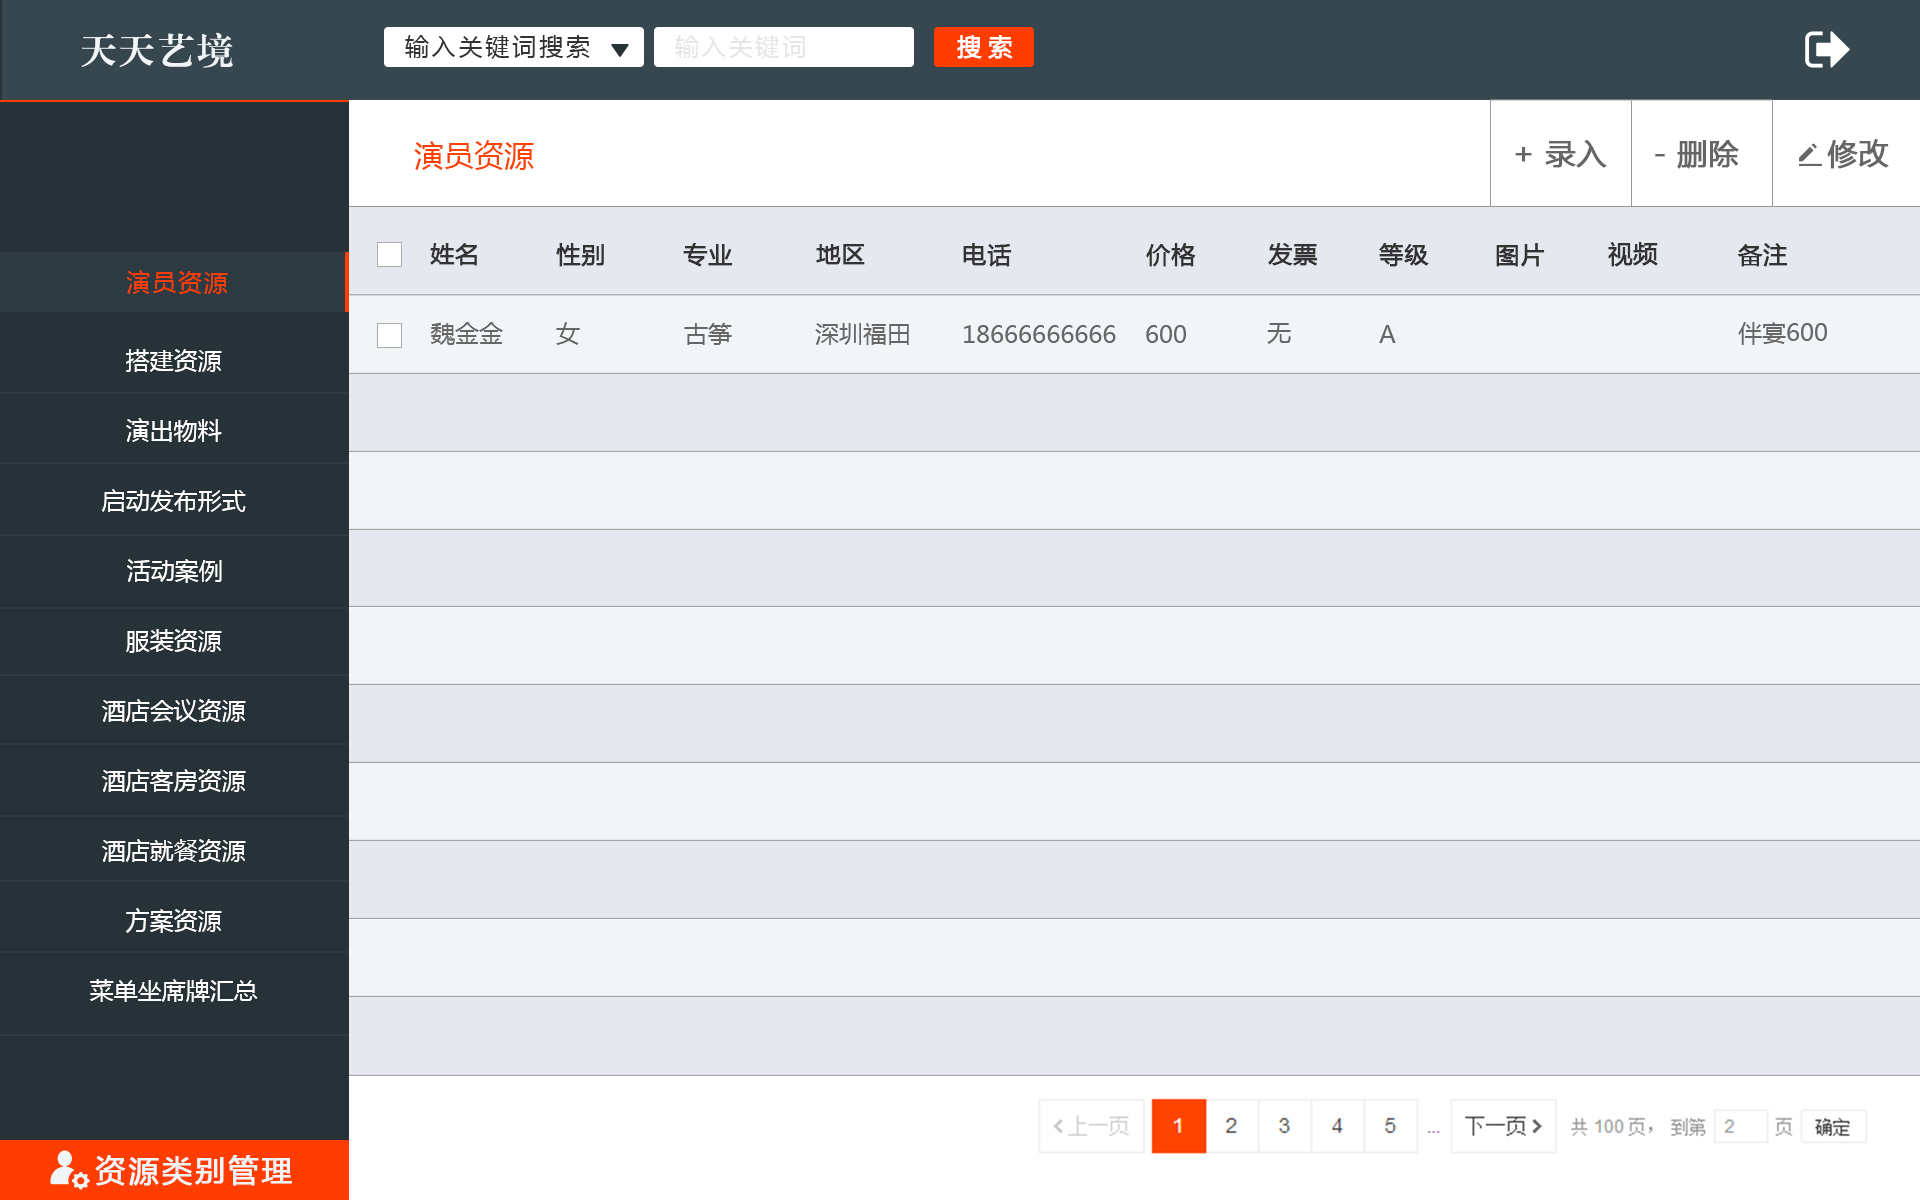 天天艺境
输入关键词搜索
输入关键词
搜索
演员资源
+ 录入
- 删除
修改
姓名 性别 专业 地区 电话 价格 发票 等级 图片 视频 备注
魏金金 女 古筝 深圳福田 18666666666 600 无 A 伴宴600
演员资源
搭建资源
演出物料
启动发布形式
活动案例
服装资源
酒店会议资源
酒店客房资源
酒店就餐资源
方案资源
菜单坐席牌汇总
资源类别管理
上一页 1 2 3 4 5 ... 下一页 共 100 页， 到第 2 页 确定